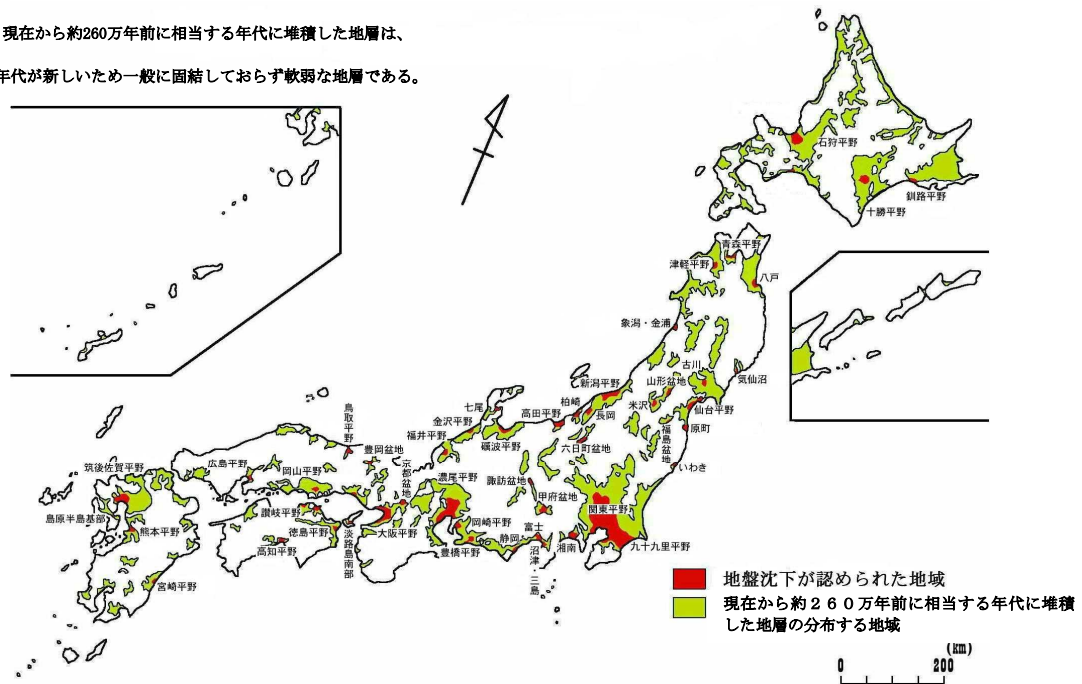 現在から約260万年前に相当する年代に堆積した地層は、
年代が新しいため一般に固結しておらず軟弱な地層である。
石狩平野
釧路平野
十勝平野
青森平野
津軽平野
八戸
象潟・金浦
古川
気仙沼
新潟平野
山形盆地
柏崎
長岡
米沢
仙台平野
七尾
高田平野
原町
金沢平野
福島盆地
鳥取平野
福井平野
礪波平野
六日町盆地
豊岡盆地
京都盆地
いわき
筑後佐賀平野
広島平野
岡山平野
濃尾平野
諏訪盆地
甲府盆地
関東平野
島原半島基部
讃岐平野
岡崎平野
富士
熊本平野
徳島平野
淡路島南部
大阪平野
静岡
湘南
九十九里平野
高知平野
豊橋平野
沼津・三島
宮崎平野
地盤沈下が認められた地域
現在から約２６０万年前に相当する年代に堆積
した地層の分布する地域
(km)
0 200